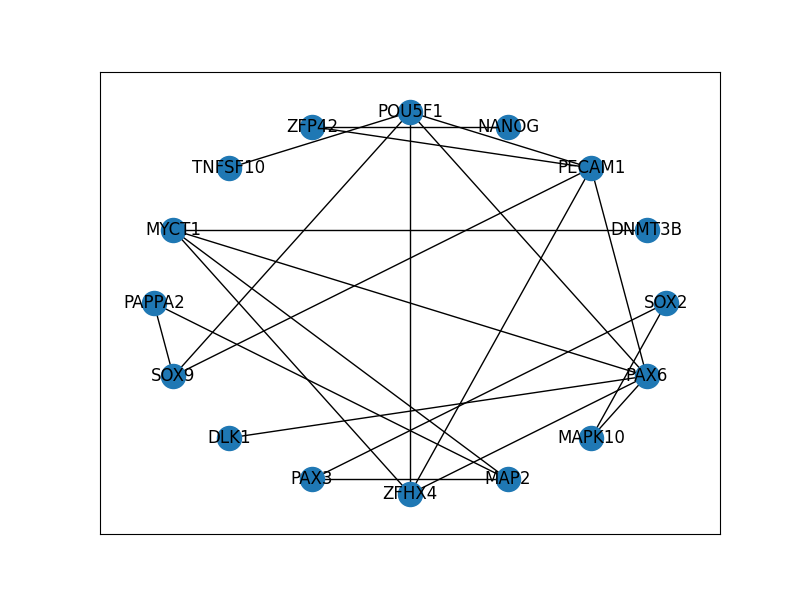 POU5F1
ZFP42
NANOG
TNFSF10
PECAM1
MYCT1
DNMT3B
PAPPA2
SOX2
SOX9
PAX6
DLK1
MAPK10
PAX3
MAP2
ZFHX4